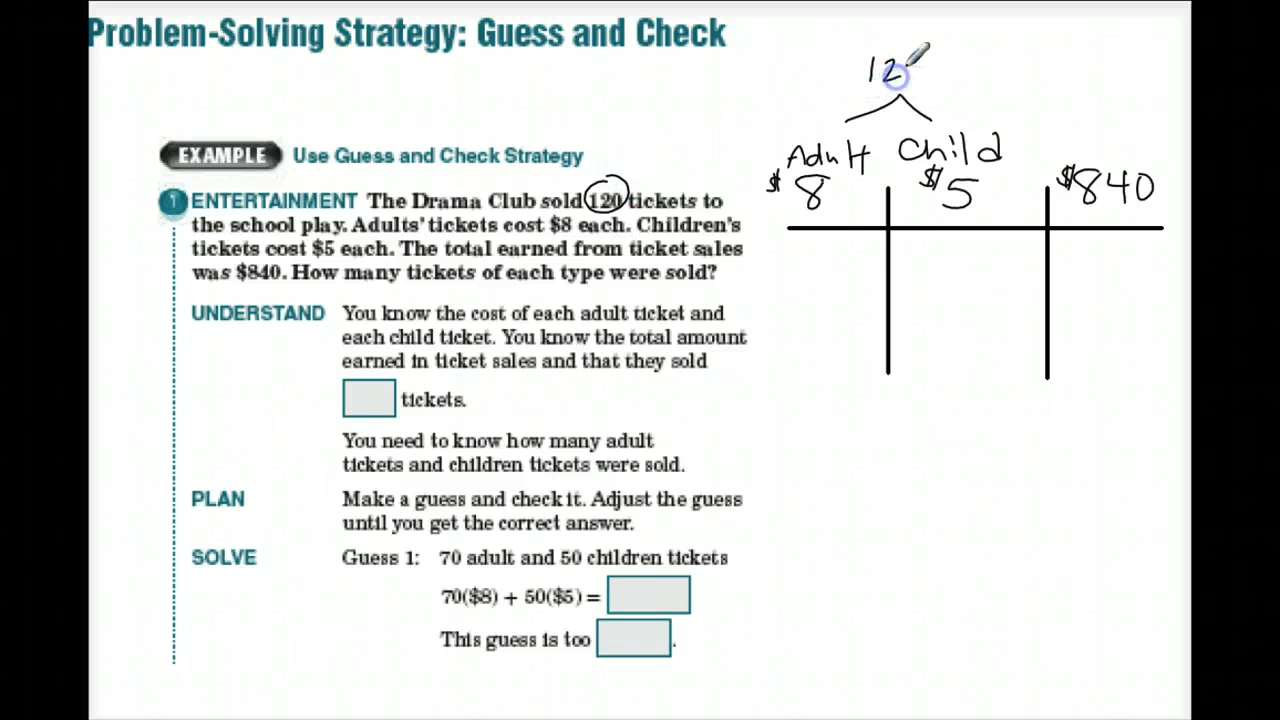 Problem-Solving Strategy: Guess and Check
EXAMPLE Use Guess and Check Strategy
1 ENTERTAINMENT The Drama Club sold 120 tickets to
the school play. Adults' tickets cost $8 each. Children's
tickets cost $5 each. The total earned from ticket sales
was $840. How many tickets of each type were sold?
UNDERSTAND You know the cost of each adult ticket and
each child ticket. You know the total amount
earned in ticket sales and that they sold
tickets.
You need to know how many adult
tickets and children tickets were sold.
PLAN Make a guess and check it. Adjust the guess
until you get the correct answer.
SOLVE Guess 1: 70 adult and 50 children tickets
70($8) + 50($5) =
This guess is too .
12
Adult Child
$8 $5 $840